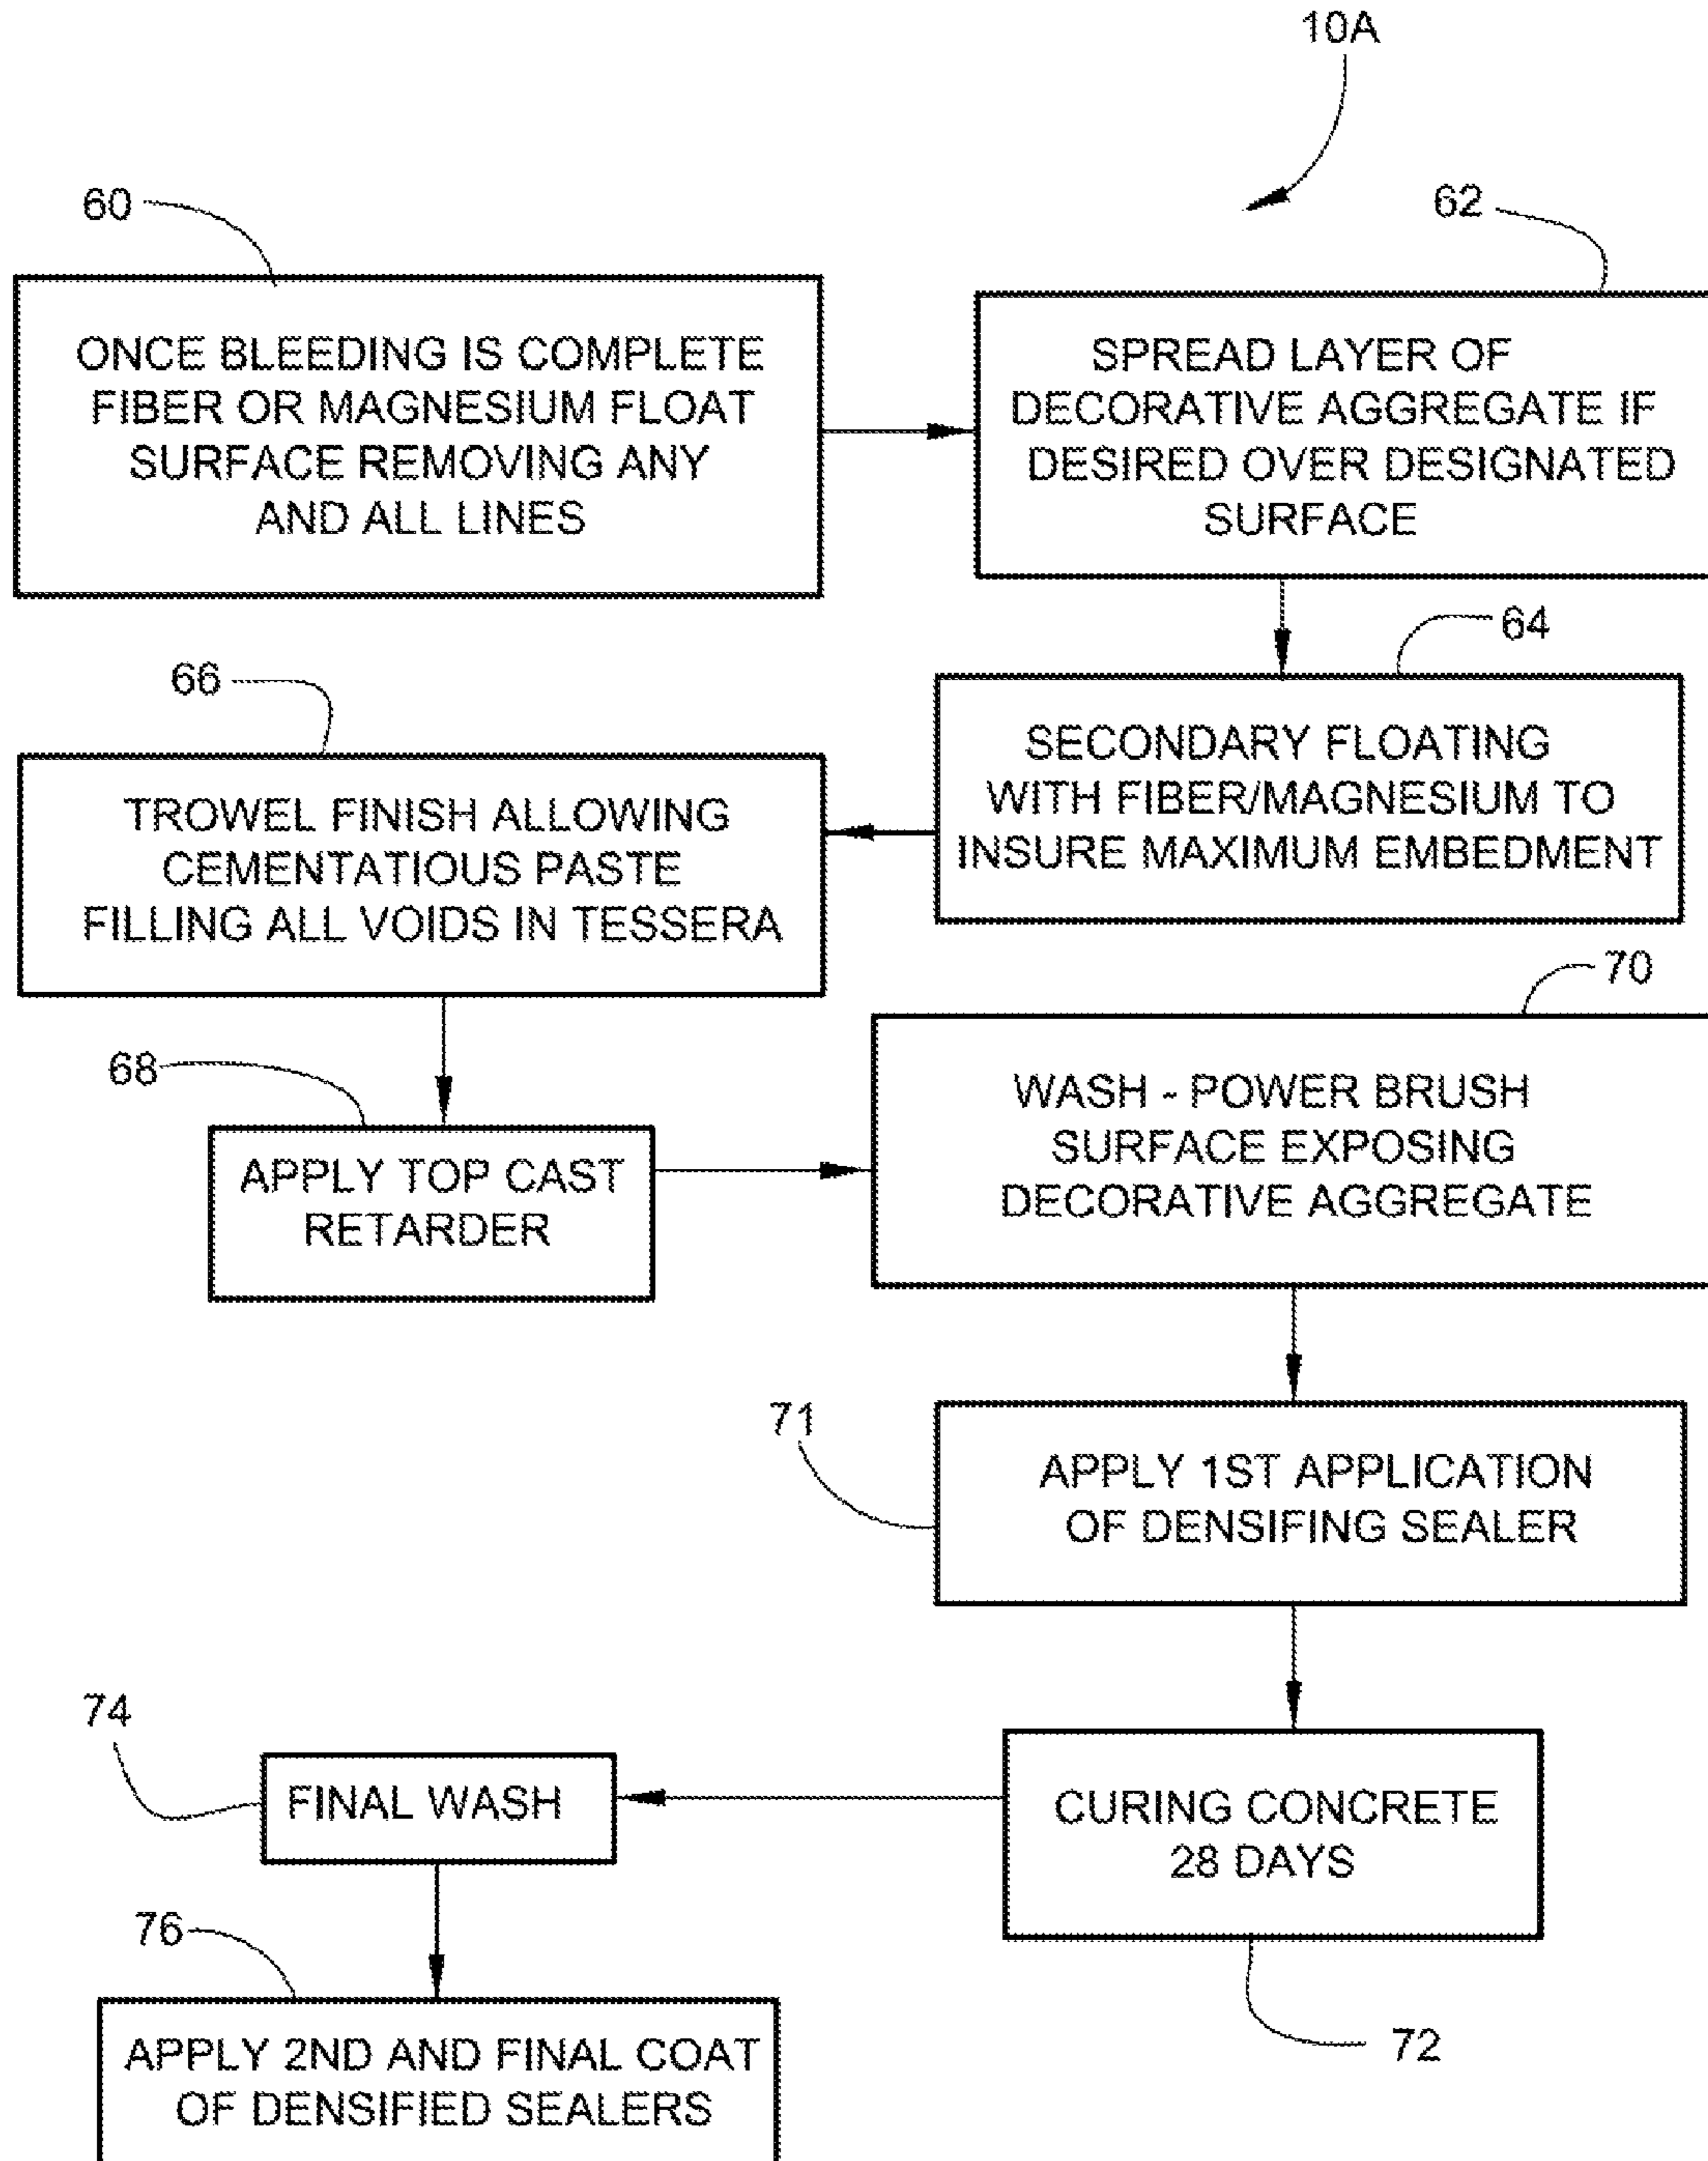 10A
60
ONCE BLEEDING IS COMPLETE
FIBER OR MAGNESIUM FLOAT
SURFACE REMOVING ANY
AND ALL LINES
62
SPREAD LAYER OF
DECORATIVE AGGREGATE IF
DESIRED OVER DESIGNATED
SURFACE
64
SECONDARY FLOATING
WITH FIBER/MAGNESIUM TO
INSURE MAXIMUM EMBEDMENT
66
TROWEL FINISH ALLOWING
CEMENTATIOUS PASTE
FILLING ALL VOIDS IN TESSERA
68
APPLY TOP CAST
RETARDER
70
WASH - POWER BRUSH
SURFACE EXPOSING
DECORATIVE AGGREGATE
71
APPLY 1ST APPLICATION
OF DENSIFING SEALER
CURING CONCRETE
28 DAYS
72
74
FINAL WASH
76
APPLY 2ND AND FINAL COAT
OF DENSIFIED SEALERS